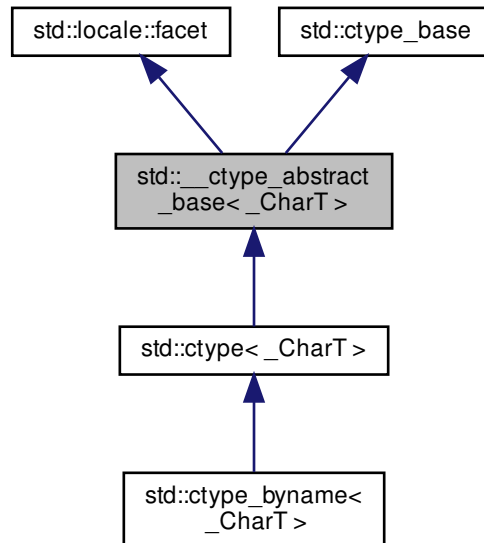 std::locale::facet
std::ctype_base
std::__ctype_abstract
_base< _CharT >
std::ctype< _CharT >
std::ctype_byname<
_CharT >